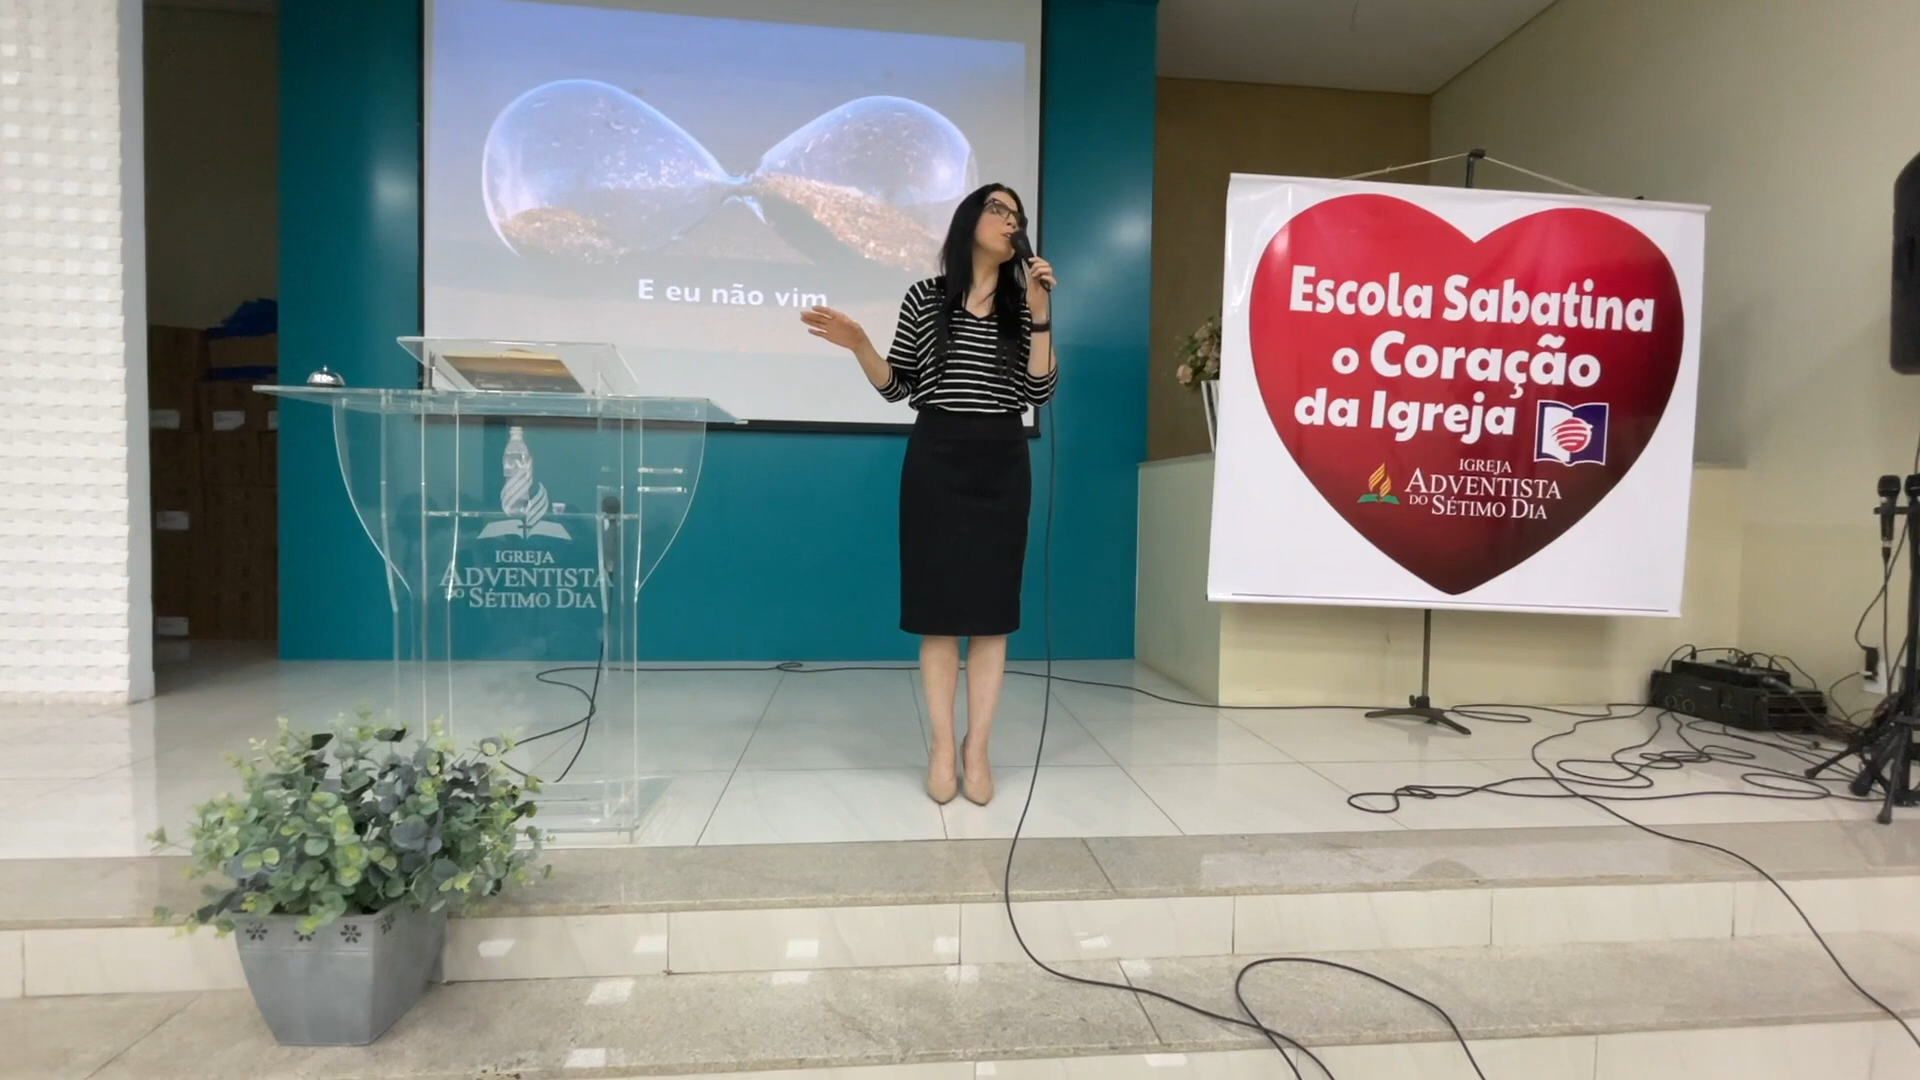 E eu não vim
Escola Sabatina
o Coração
da Igreja
IGREJA
ADVENTISTA
DO SÉTIMO DIA
IGREJA
ADVENTISTA
DO SÉTIMO DIA